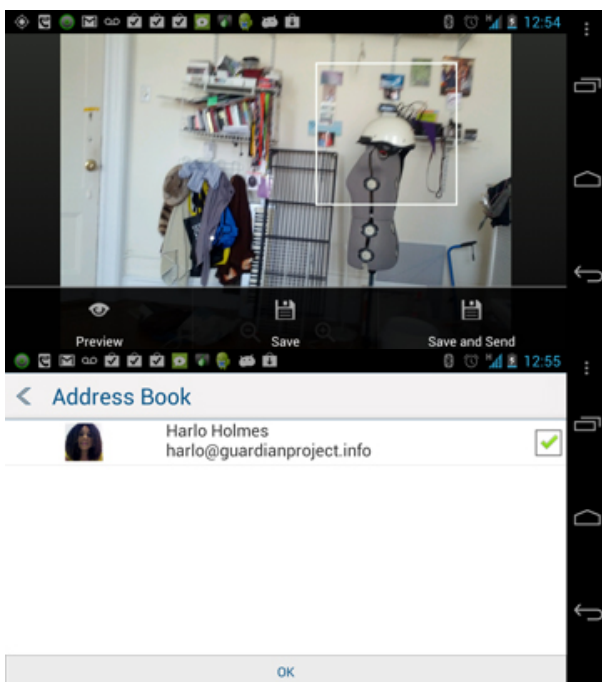 12:54
Preview
Save
Save and Send
12:55
Address Book
Harlo Holmes
harlo@guardianproject.info
OK